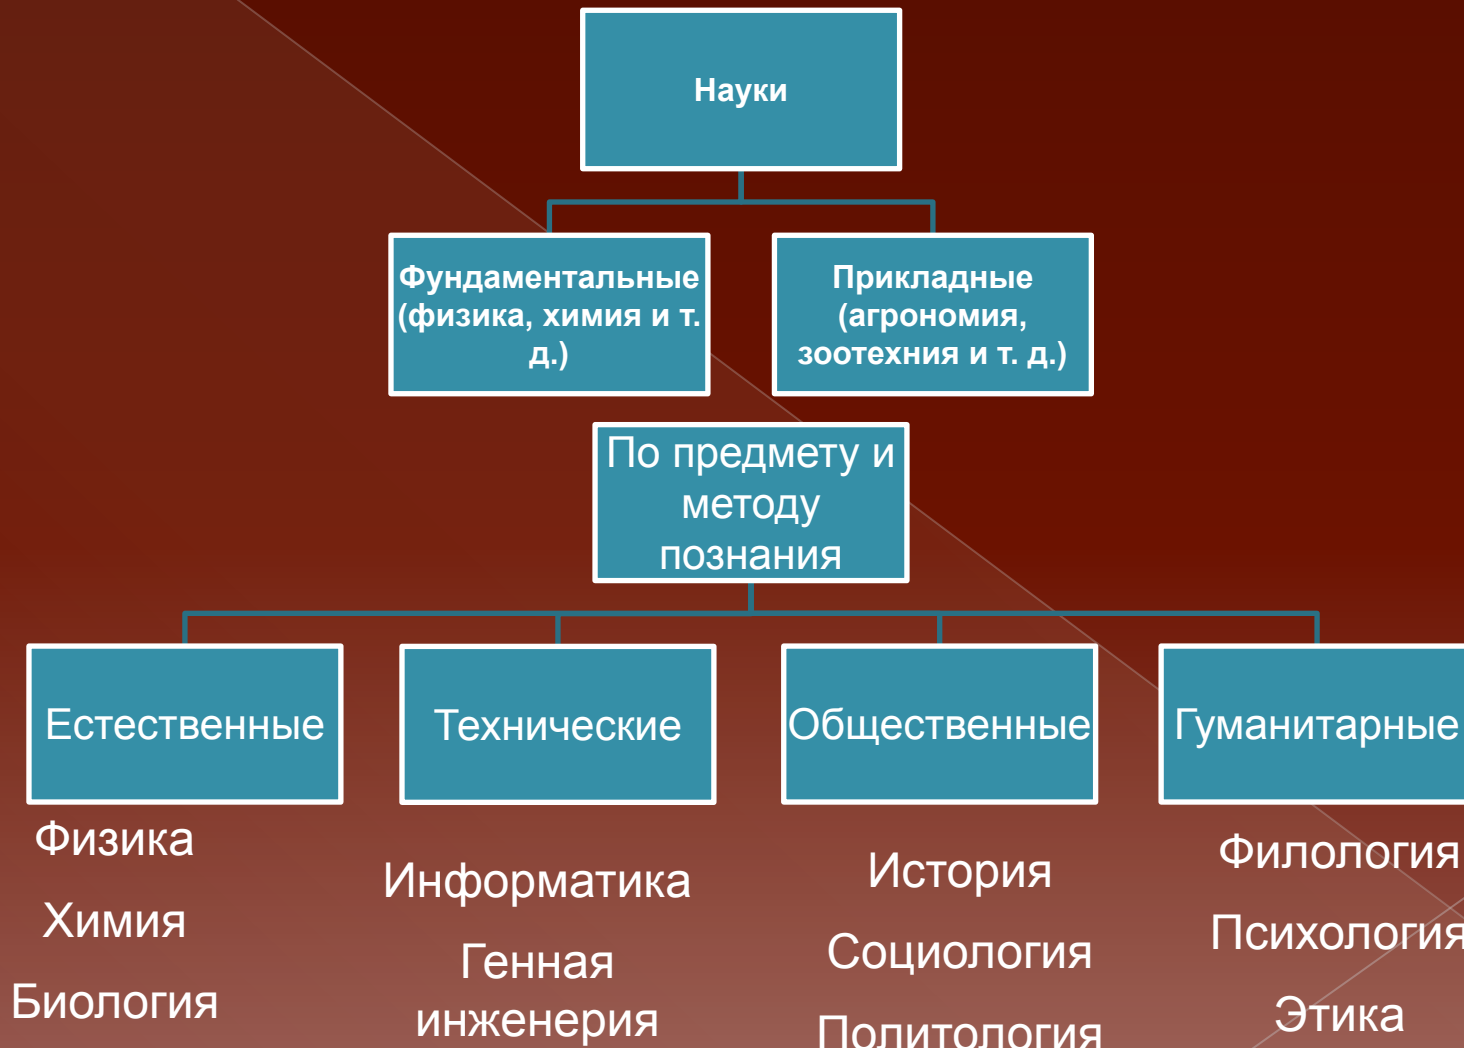 Науки
Фундаментальные
(физика, химия и т.
д.)
Прикладные
(агрономия,
зоотехния и т. д.)
По предмету и
методу
познания
Естественные
Технические
Общественные
Гуманитарные
Физика
Химия
Биология
Информатика
Генная
инженерия
История
Социология
Политология
Филология
Психология
Этика